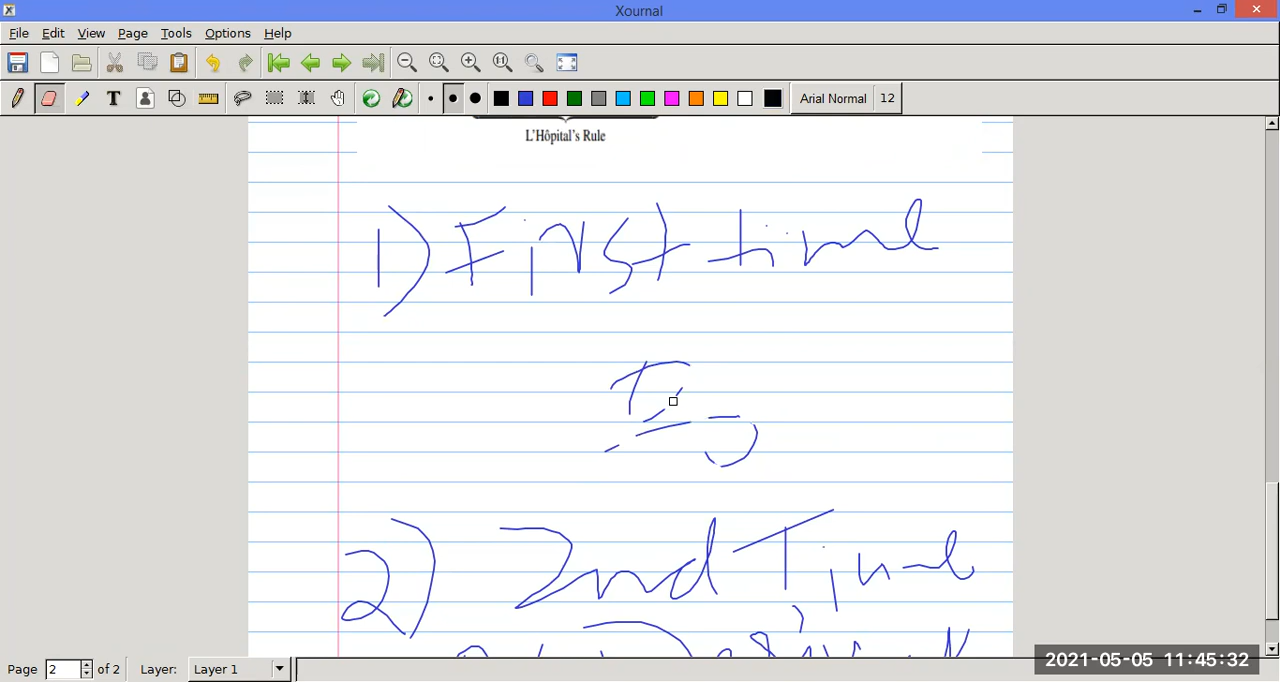 Xournal
File Edit View Page Tools Options Help
T Arial Normal 12
L'Hôpital's Rule
1) First time
2) 2nd Time
Page 2 of 2 Layer: Layer 1
2021-05-05 11:45:32